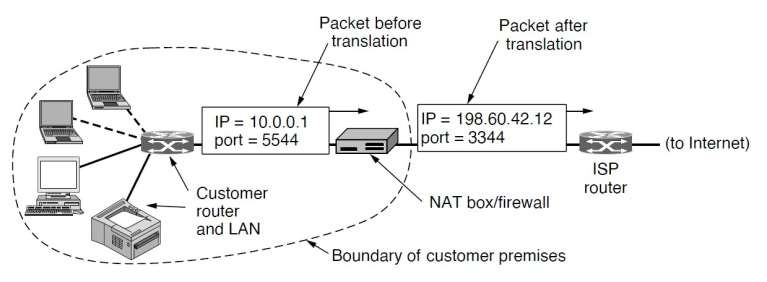 Packet before
translation
Packet after
translation
IP = 10.0.0.1
port = 5544
IP = 198.60.42.12
port = 3344
(to Internet)
ISP
router
Customer
router
and LAN
NAT box/firewall
Boundary of customer premises